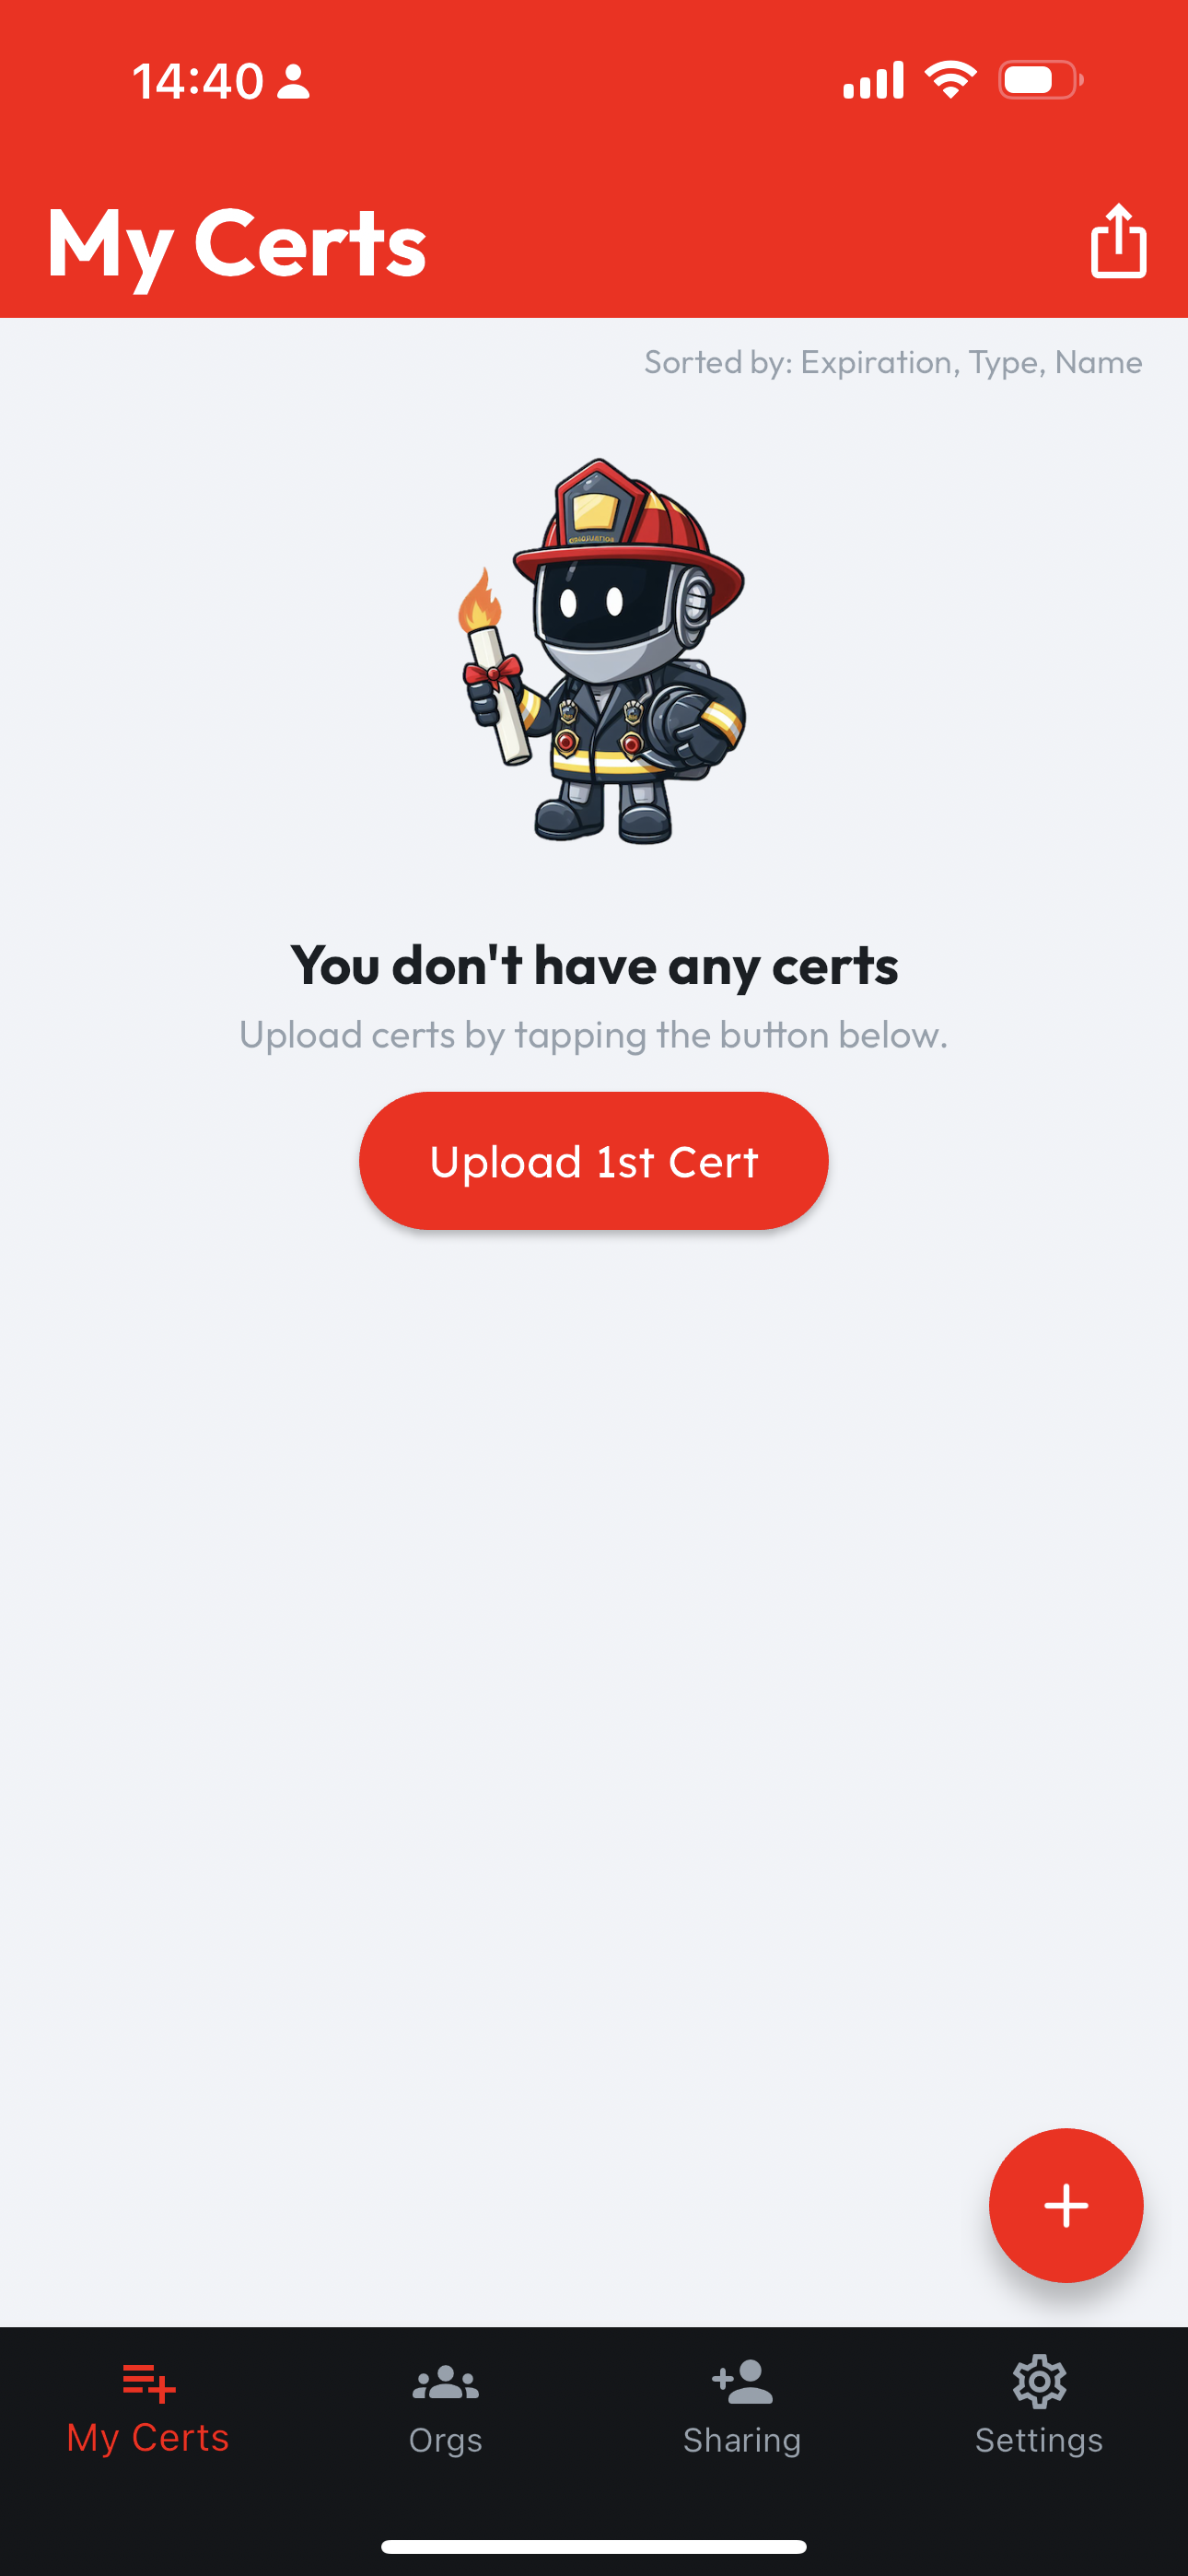 14:40
My Certs
Sorted by: Expiration, Type, Name
You don't have any certs
Upload certs by tapping the button below.
Upload 1st Cert
My Certs
Orgs
Sharing
Settings